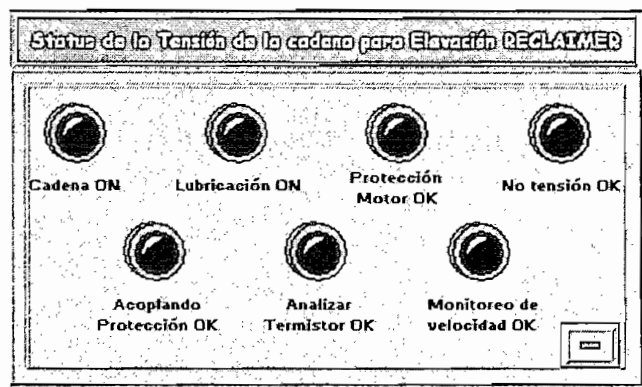 Status de la Tensión de la cadena para Elevación RECLAIMER
Cadena ON
Lubricación ON
Protección
Motor OK
No tensión OK
Acoplando
Protección OK
Analizar
Termistor OK
Monitoreo de
velocidad OK